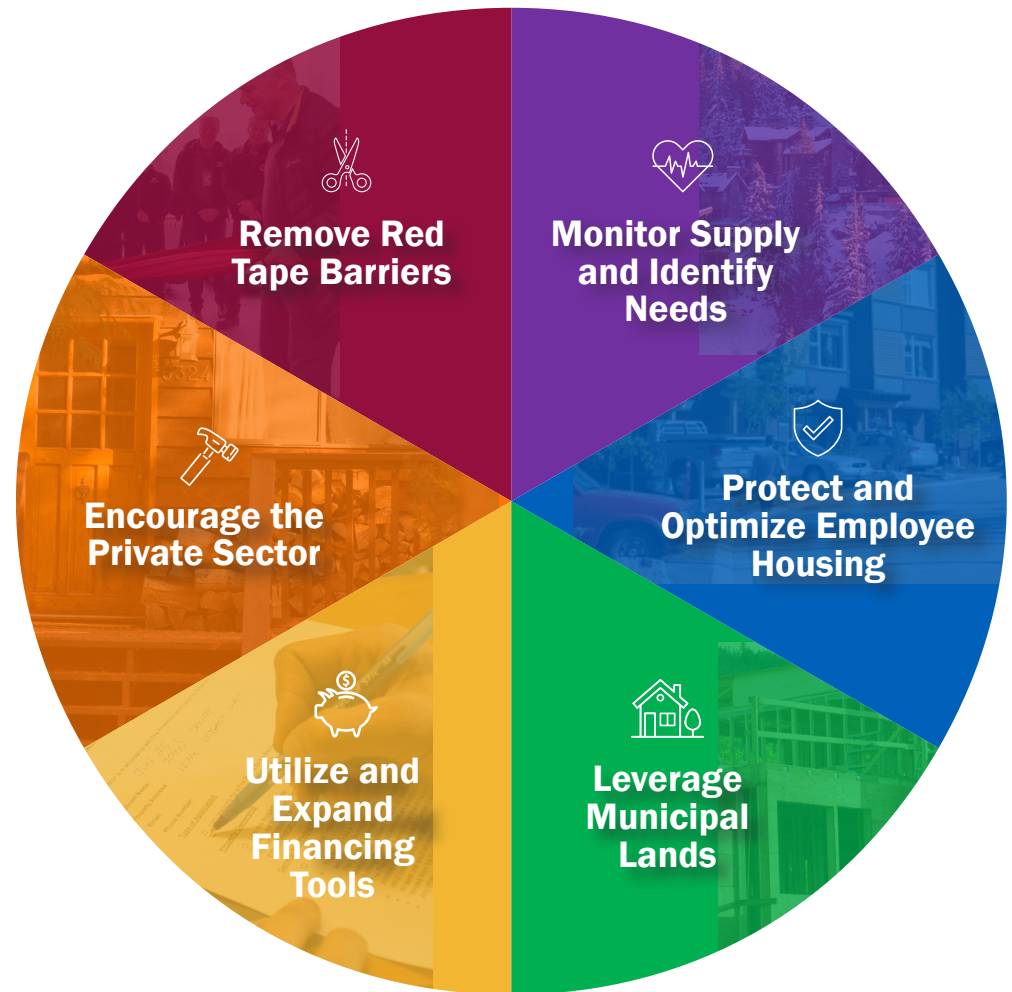 Remove Red
Tape Barriers
Monitor Supply
and Identify
Needs
Protect and
Optimize Employee
Housing
Leverage
Municipal
Lands
Utilize and
Expand
Financing
Tools
Encourage the
Private Sector
6324
$